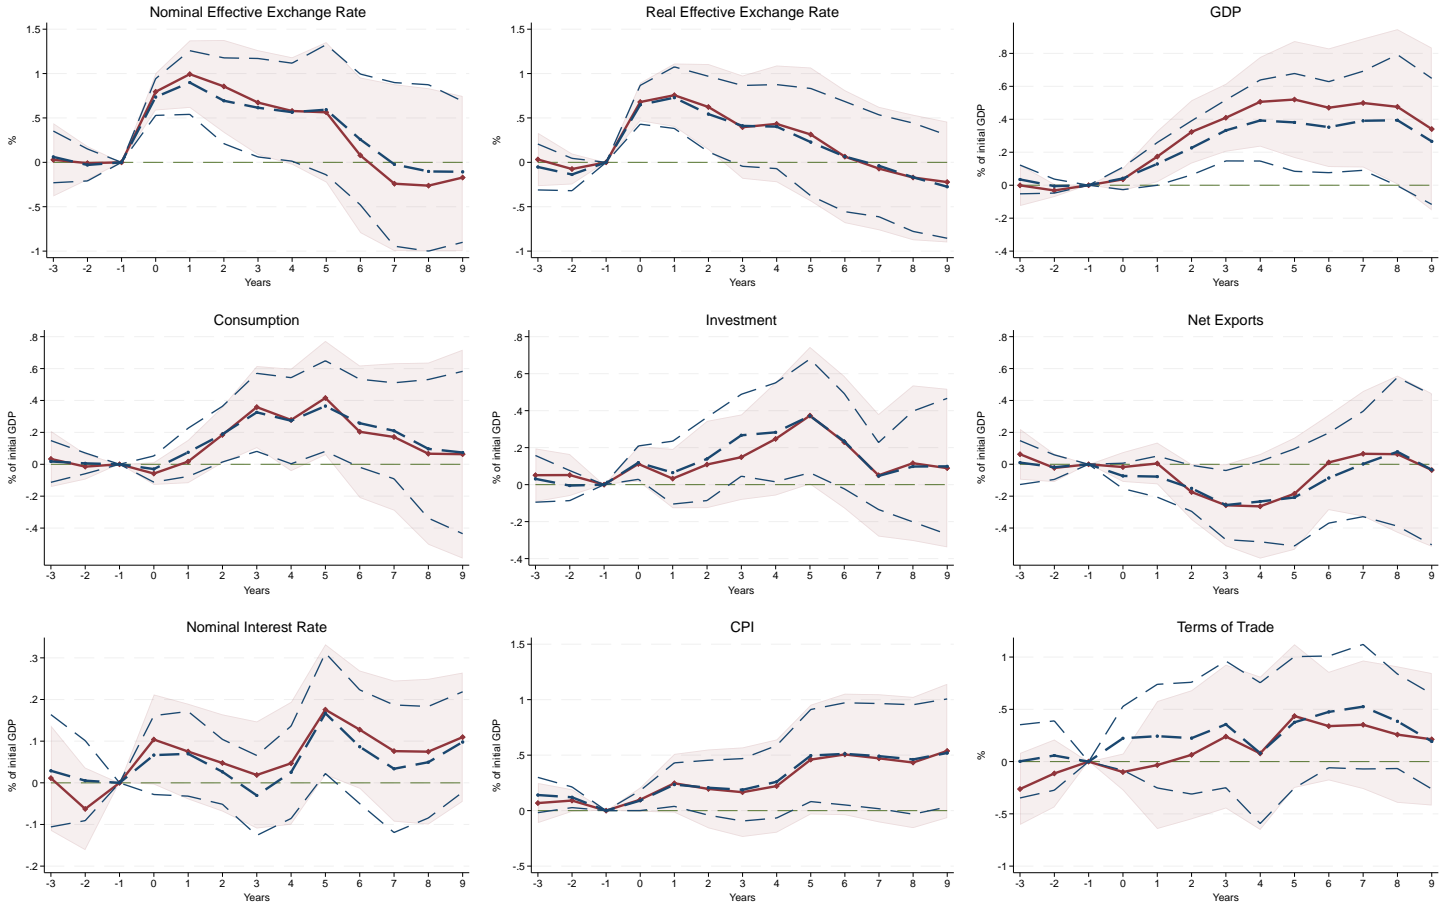 Nominal Effective Exchange Rate
%
1.5
1
.5
0
-.5
-1
-3 -2 -1 0 1 2 3 4 5 6 7 8 9
Years
Real Effective Exchange Rate
%
1.5
1
.5
0
-.5
-1
-3 -2 -1 0 1 2 3 4 5 6 7 8 9
Years
GDP
% of initial GDP
.8
.6
.4
.2
0
-.2
-.4
-3 -2 -1 0 1 2 3 4 5 6 7 8 9
Years
Consumption
% of initial GDP
.8
.6
.4
.2
0
-.2
-.4
-3 -2 -1 0 1 2 3 4 5 6 7 8 9
Years
Investment
% of initial GDP
.8
.6
.4
.2
0
-.2
-.4
-3 -2 -1 0 1 2 3 4 5 6 7 8 9
Years
Net Exports
% of initial GDP
.8
.6
.4
.2
0
-.2
-.4
-3 -2 -1 0 1 2 3 4 5 6 7 8 9
Years
Nominal Interest Rate
% of initial GDP
.3
.2
.1
0
-.1
-.2
-3 -2 -1 0 1 2 3 4 5 6 7 8 9
Years
CPI
% of initial GDP
1.5
1
.5
0
-.5
-3 -2 -1 0 1 2 3 4 5 6 7 8 9
Years
Terms of Trade
%
1
.5
0
-.5
-1
-3 -2 -1 0 1 2 3 4 5 6 7 8 9
Years